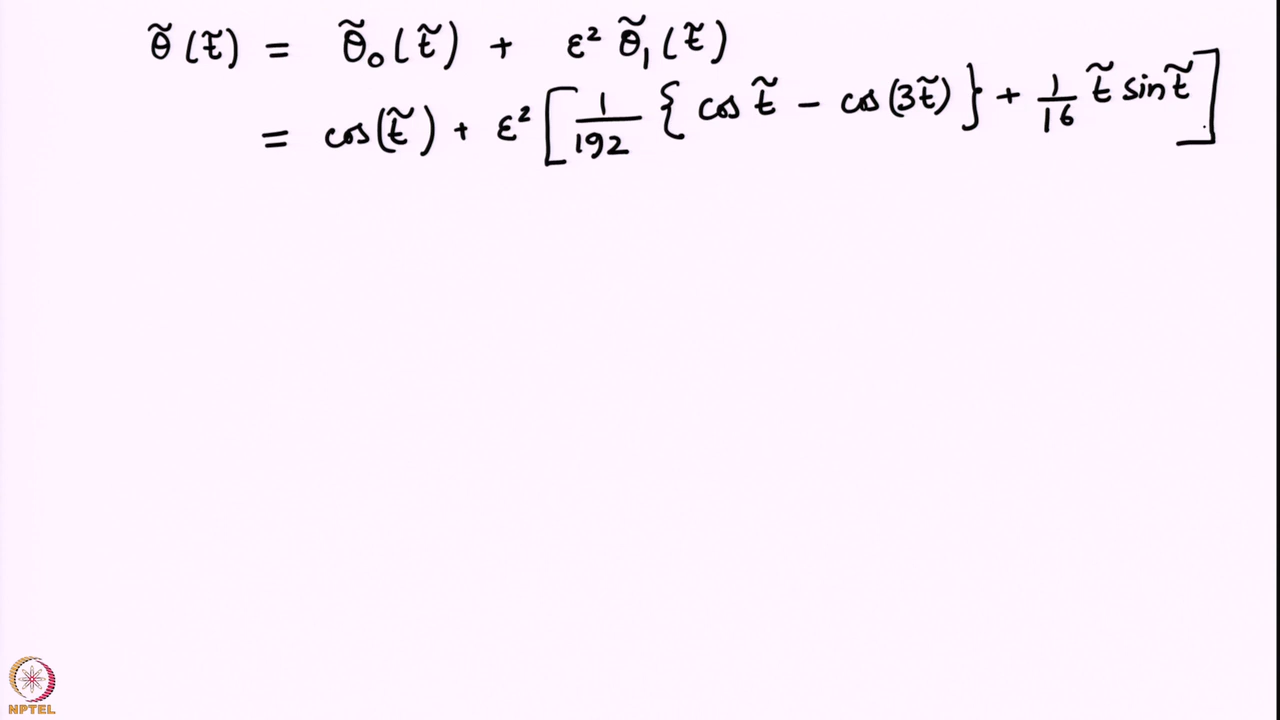 θ̃(t̃) = θ̃₀(t̃) + ε² θ̃₁(t̃)
= cos(t̃) + ε² [ 1/192 { cos t̃ − cos(3t̃) } + 1/16 t̃ sin t̃ ]
NPTEL